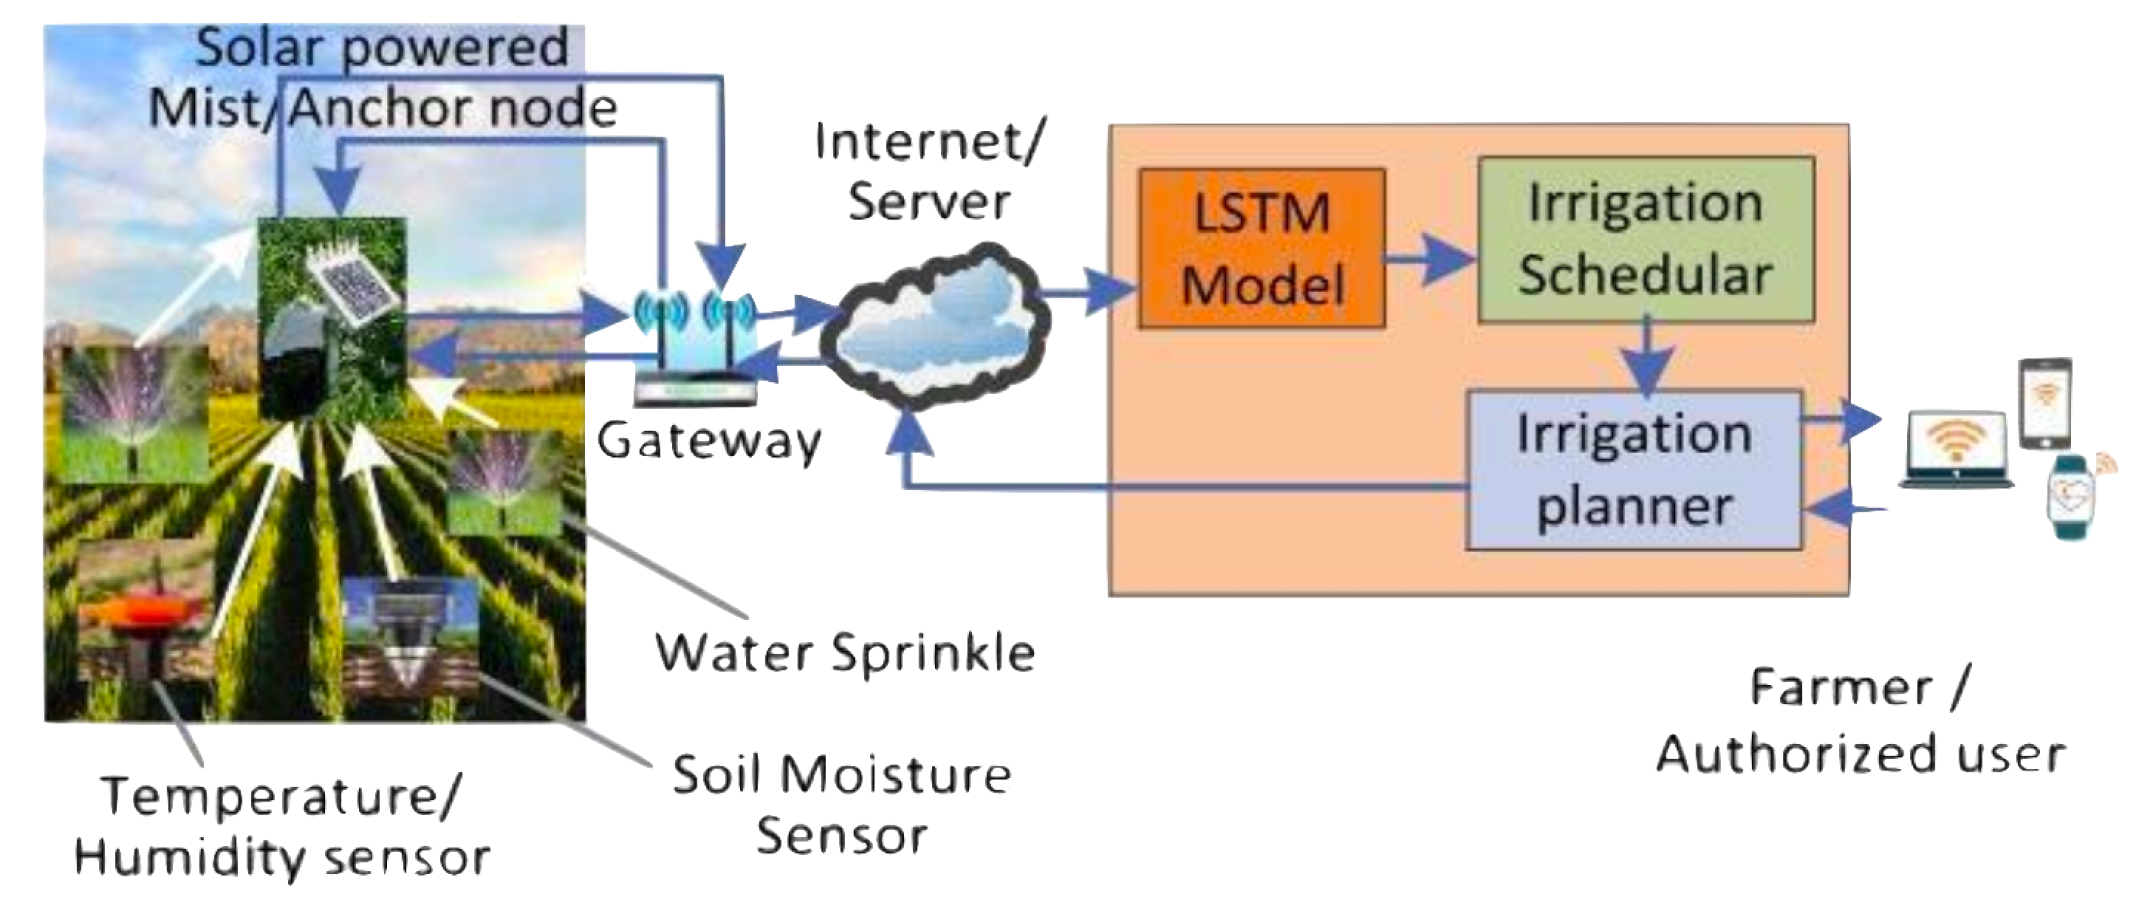 Solar powered
Mist/Anchor node
Internet/
Server
LSTM
Model
Irrigation
Schedular
Irrigation
planner
Gateway
Water Sprinkle
Soil Moisture
Sensor
Temperature/
Humidity sensor
Farmer /
Authorized user